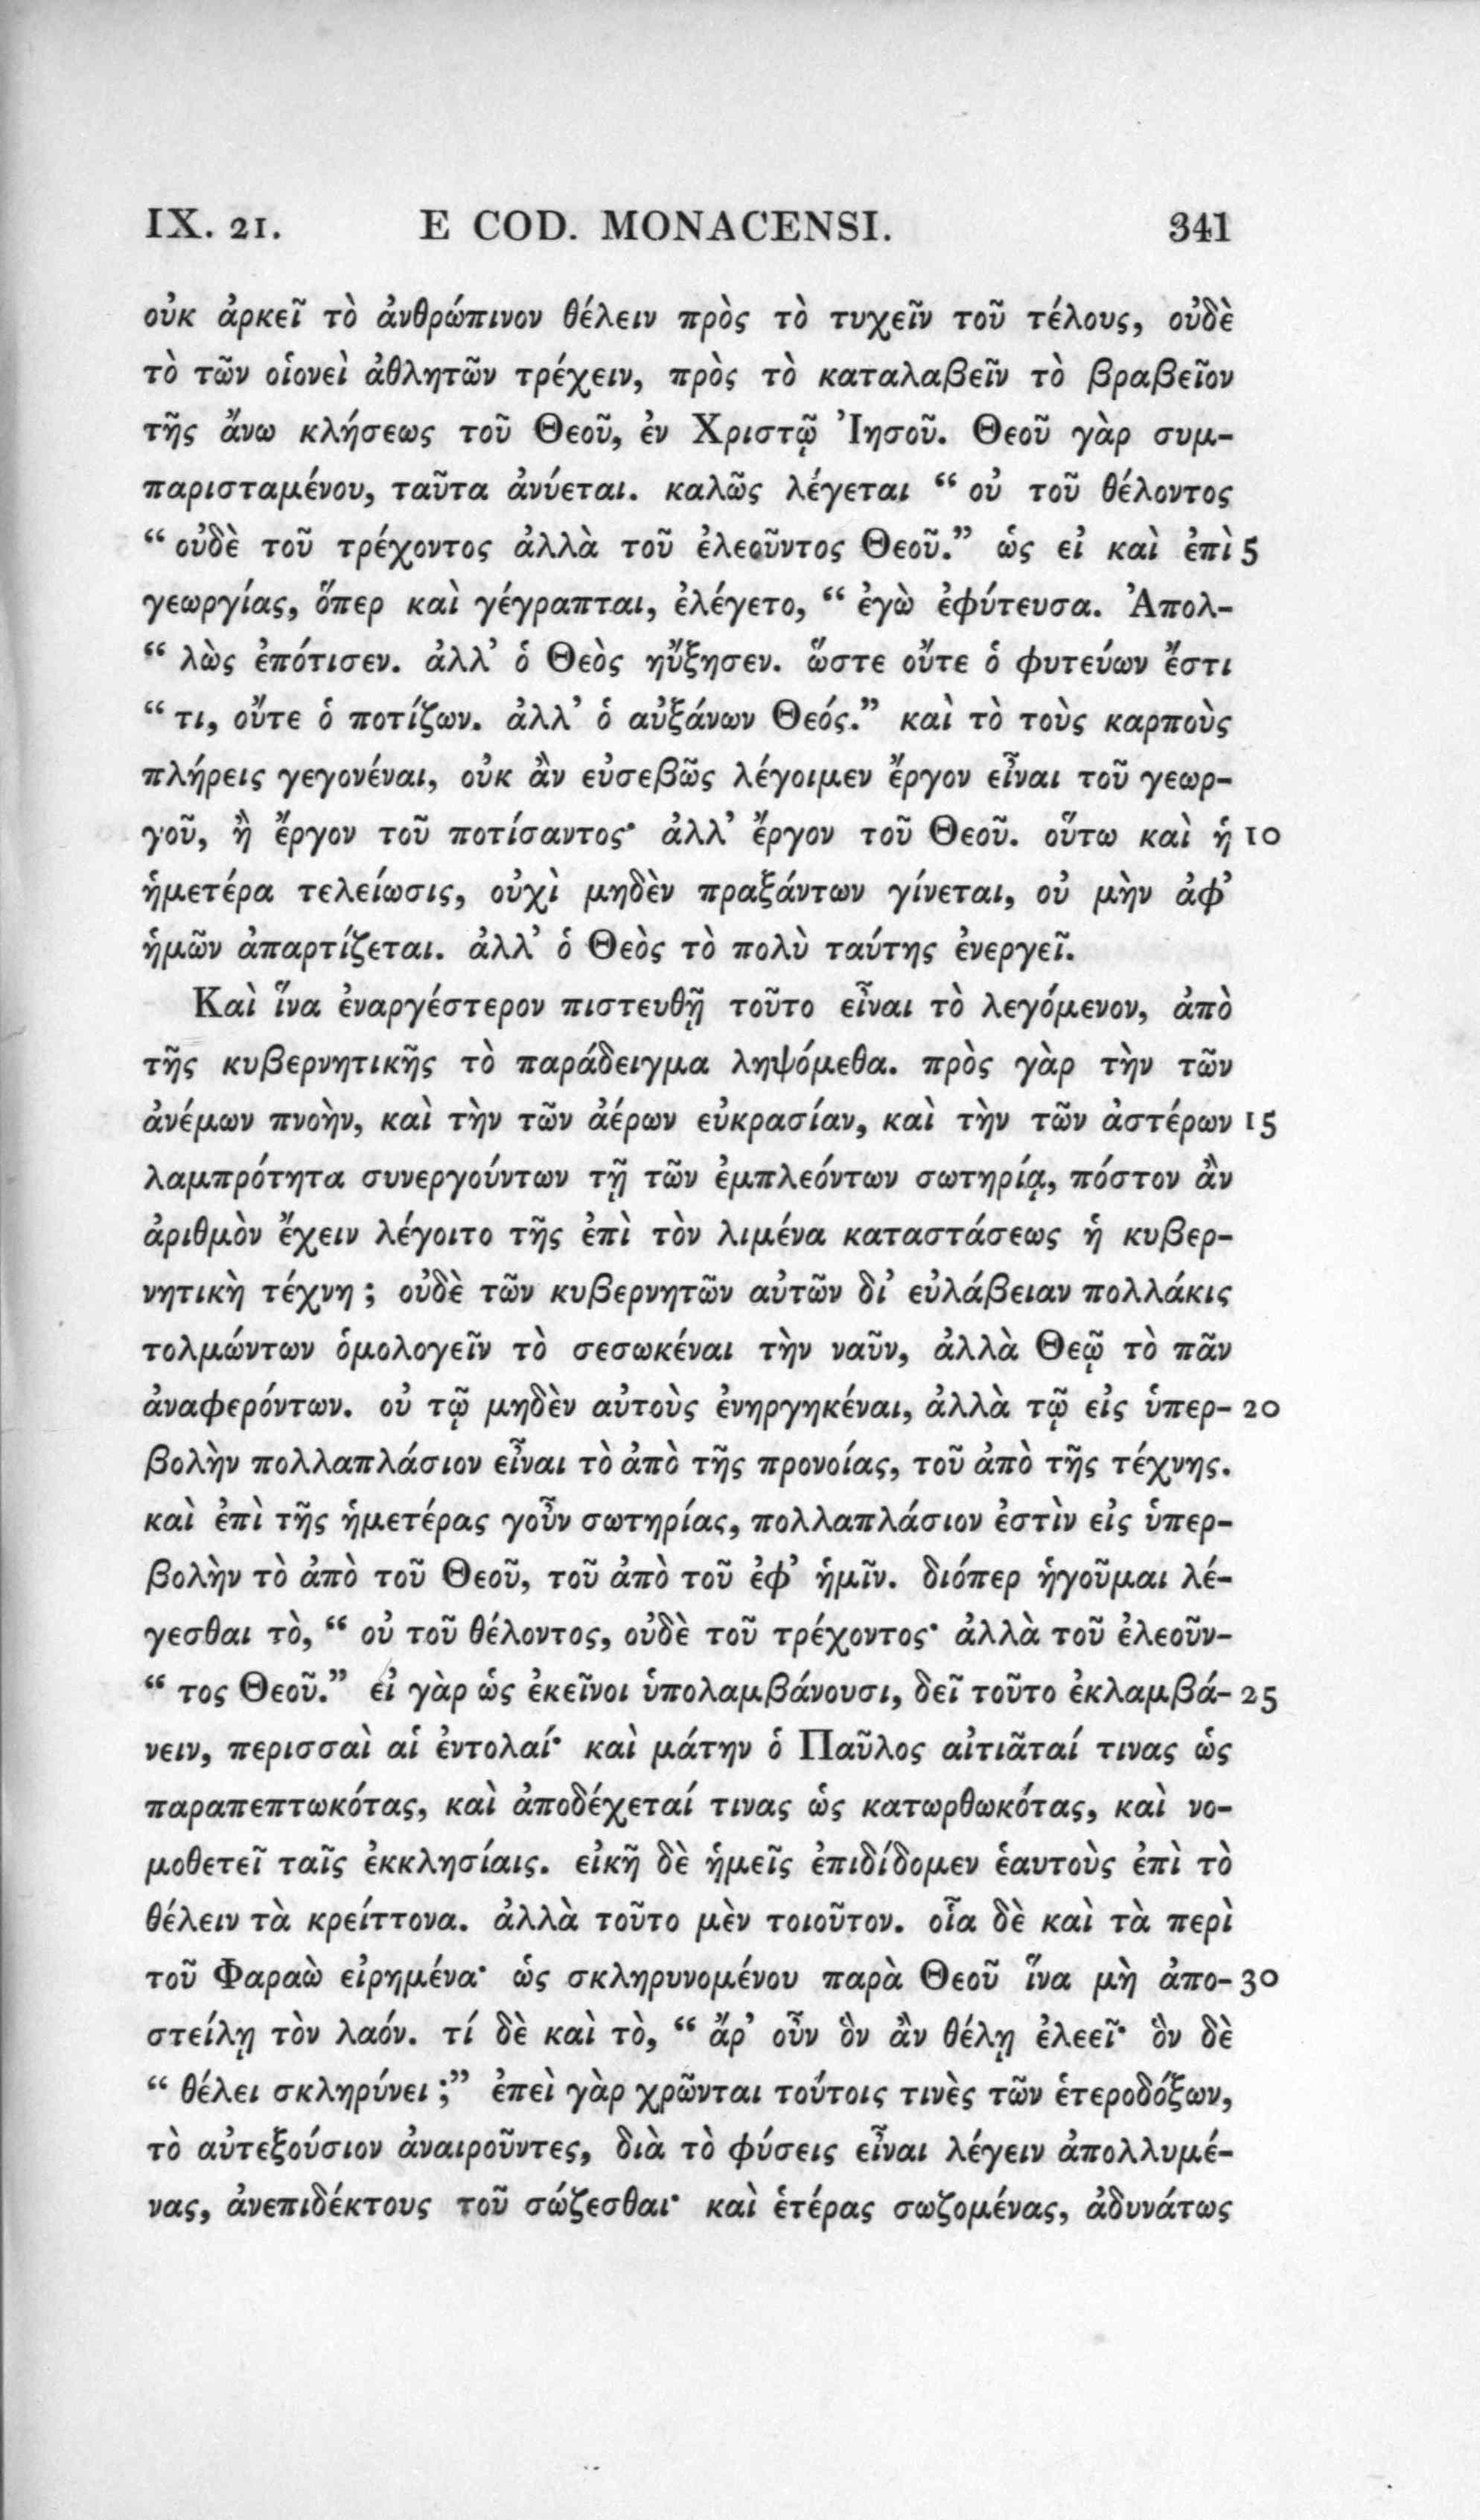 IX. 21. E COD. MONACENSI. 341
οὐκ ἀρκεῖ τὸ ἀνθρώπινον θέλειν πρὸς τὸ τυχεῖν τοῦ τέλους, οὐδὲ
τὸ τῶν οἱονεὶ ἀθλητῶν τρέχειν, πρὸς τὸ καταλαβεῖν τὸ βραβεῖον
τῆς ἄνω κλήσεως τοῦ Θεοῦ, ἐν Χριστῷ Ἰησοῦ. Θεοῦ γὰρ συμ-
παρισταμένου, ταῦτα ἀνύεται. καλῶς λέγεται “ οὐ τοῦ θέλοντος
“ οὐδὲ τοῦ τρέχοντος ἀλλὰ τοῦ ἐλεοῦντος Θεοῦ.” ὡς εἰ καὶ ἐπὶ 5
γεωργίας, ὅπερ καὶ γέγραπται, ἐλέγετο, “ ἐγὼ ἐφύτευσα. Ἀπολ-
“ λὼς ἐπότισεν. ἀλλ’ ὁ Θεὸς ηὔξησεν. ὥστε οὔτε ὁ φυτεύων ἔστι
“ τι, οὔτε ὁ ποτίζων. ἀλλ’ ὁ αὐξάνων Θεός.” καὶ τὸ τοὺς καρποὺς
πλήρεις γεγονέναι, οὐκ ἂν εὐσεβῶς λέγοιμεν ἔργον εἶναι τοῦ γεωρ-
γοῦ, ἢ ἔργον τοῦ ποτίσαντος· ἀλλ’ ἔργον τοῦ Θεοῦ. οὕτω καὶ ἡ 10
ἡμετέρα τελείωσις, οὐχὶ μηδὲν πραξάντων γίνεται, οὐ μὴν ἀφ’
ἡμῶν ἀπαρτίζεται. ἀλλ’ ὁ Θεὸς τὸ πολὺ ταύτης ἐνεργεῖ.
Καὶ ἵνα ἐναργέστερον πιστευθῇ τοῦτο εἶναι τὸ λεγόμενον, ἀπὸ
τῆς κυβερνητικῆς τὸ παράδειγμα ληψόμεθα. πρὸς γὰρ τὴν τῶν
ἀνέμων πνοὴν, καὶ τὴν τῶν ἀέρων εὐκρασίαν, καὶ τὴν τῶν ἀστέρων 15
λαμπρότητα συνεργούντων τῇ τῶν ἐμπλεόντων σωτηρίᾳ, πόστον ἂν
ἀριθμὸν ἔχειν λέγοιτο τῆς ἐπὶ τὸν λιμένα καταστάσεως ἡ κυβερ-
νητικὴ τέχνη ; οὐδὲ τῶν κυβερνητῶν αὐτῶν δι’ εὐλάβειαν πολλάκις
τολμώντων ὁμολογεῖν τὸ σεσωκέναι τὴν ναῦν, ἀλλὰ Θεῷ τὸ πᾶν
ἀναφερόντων. οὐ τῷ μηδὲν αὐτοὺς ἐνηργηκέναι, ἀλλὰ τῷ εἰς ὑπερ- 20
βολὴν πολλαπλάσιον εἶναι τὸ ἀπὸ τῆς προνοίας, τοῦ ἀπὸ τῆς τέχνης.
καὶ ἐπὶ τῆς ἡμετέρας γοῦν σωτηρίας, πολλαπλάσιον ἐστὶν εἰς ὑπερ-
βολὴν τὸ ἀπὸ τοῦ Θεοῦ, τοῦ ἀπὸ τοῦ ἐφ’ ἡμῖν. διόπερ ἡγοῦμαι λέ-
γεσθαι τὸ, “ οὐ τοῦ θέλοντος, οὐδὲ τοῦ τρέχοντος· ἀλλὰ τοῦ ἐλεοῦν-
“ τος Θεοῦ.” εἰ γὰρ ὡς ἐκεῖνοι ὑπολαμβάνουσι, δεῖ τοῦτο ἐκλαμβά- 25
νειν, περισσαὶ αἱ ἐντολαί· καὶ μάτην ὁ Παῦλος αἰτιᾶταί τινας ὡς
παραπεπτωκότας, καὶ ἀποδέχεταί τινας ὡς κατωρθωκότας, καὶ νο-
μοθετεῖ ταῖς ἐκκλησίαις. εἰκῆ δὲ ἡμεῖς ἐπιδίδομεν ἑαυτοὺς ἐπὶ τὸ
θέλειν τὰ κρείττονα. ἀλλὰ τοῦτο μὲν τοιοῦτον. οἷα δὲ καὶ τὰ περὶ
τοῦ Φαραὼ εἰρημένα· ὡς σκληρυνομένου παρὰ Θεοῦ ἵνα μὴ ἀπο- 30
στείλῃ τὸν λαόν. τί δὲ καὶ τὸ, “ ἄρ’ οὖν ὃν ἂν θέλῃ ἐλεεῖ· ὃν δὲ
“ θέλει σκληρύνει ;” ἐπεὶ γὰρ χρῶνται τούτοις τινὲς τῶν ἑτεροδόξων,
τὸ αὐτεξούσιον ἀναιροῦντες, διὰ τὸ φύσεις εἶναι λέγειν ἀπολλυμέ-
νας, ἀνεπιδέκτους τοῦ σώζεσθαι· καὶ ἑτέρας σωζομένας, ἀδυνάτως